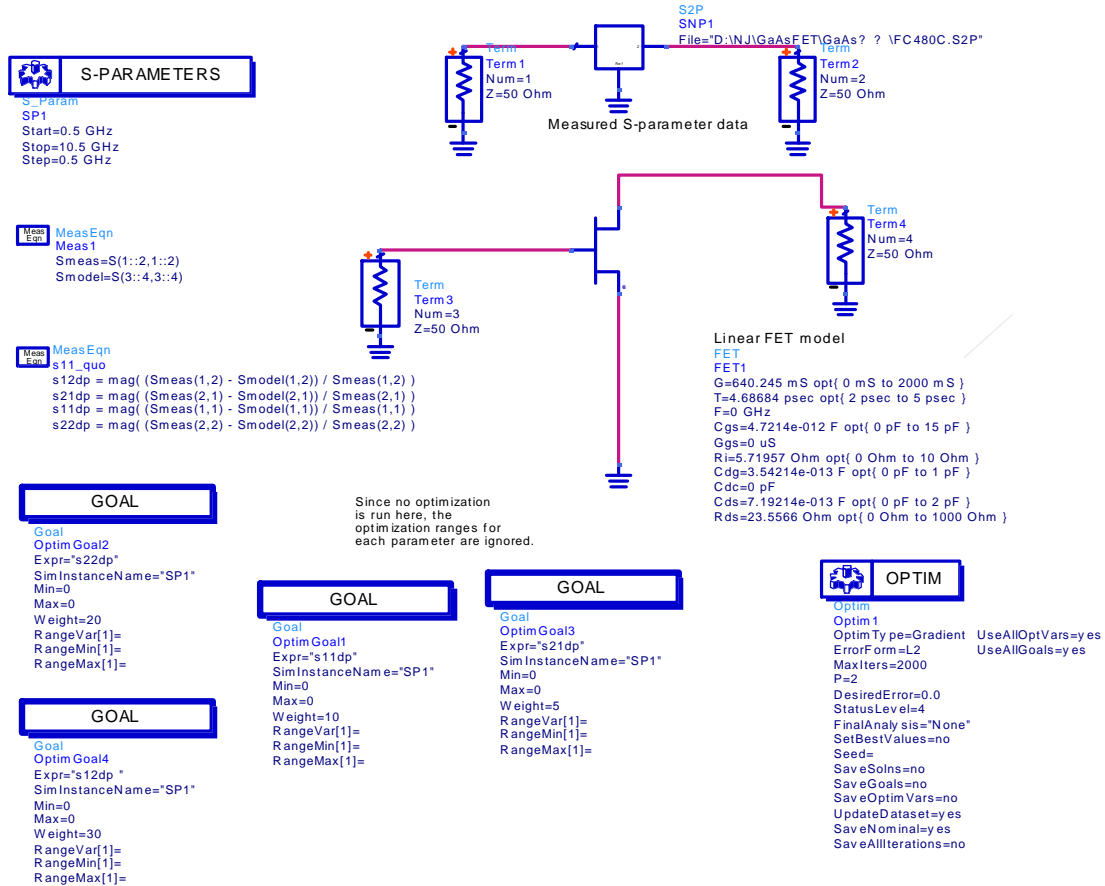 S-PARAMETERS
S_Param
SP1
Start=0.5 GHz
Stop=10.5 GHz
Step=0.5 GHz
S2P
SNP1
File="D:\NJ\GaAsFET\GaAs? ? \FC480C.S2P"
Term
Term1
Num=1
Z=50 Ohm
1
2
Ref
Term
Term2
Num=2
Z=50 Ohm
Measured S-parameter data
Meas
Eqn
MeasEqn
Meas1
Smeas=S(1::2,1::2)
Smodel=S(3::4,3::4)
Term
Term3
Num=3
Z=50 Ohm
Term
Term4
Num=4
Z=50 Ohm
Meas
Eqn
MeasEqn
s11_quo
s12dp = mag( (Smeas(1,2) - Smodel(1,2)) / Smeas(1,2) )
s21dp = mag( (Smeas(2,1) - Smodel(2,1)) / Smeas(2,1) )
s11dp = mag( (Smeas(1,1) - Smodel(1,1)) / Smeas(1,1) )
s22dp = mag( (Smeas(2,2) - Smodel(2,2)) / Smeas(2,2) )
Linear FET model
FET
FET1
G=640.245 mS opt{ 0 mS to 2000 mS }
T=4.68684 psec opt{ 2 psec to 5 psec }
F=0 GHz
Cgs=4.7214e-012 F opt{ 0 pF to 15 pF }
Ggs=0 uS
Ri=5.71957 Ohm opt{ 0 Ohm to 10 Ohm }
Cdg=3.54214e-013 F opt{ 0 pF to 1 pF }
Cdc=0 pF
Cds=7.19214e-013 F opt{ 0 pF to 2 pF }
Rds=23.5566 Ohm opt{ 0 Ohm to 1000 Ohm }
Since no optimization
is run here, the
optimization ranges for
each parameter are ignored.
GOAL
Goal
OptimGoal2
Expr="s22dp"
SimInstanceName="SP1"
Min=0
Max=0
Weight=20
RangeVar[1]=
RangeMin[1]=
RangeMax[1]=
GOAL
Goal
OptimGoal1
Expr="s11dp"
SimInstanceName="SP1"
Min=0
Max=0
Weight=10
RangeVar[1]=
RangeMin[1]=
RangeMax[1]=
GOAL
Goal
OptimGoal3
Expr="s21dp"
SimInstanceName="SP1"
Min=0
Max=0
Weight=5
RangeVar[1]=
RangeMin[1]=
RangeMax[1]=
GOAL
Goal
OptimGoal4
Expr="s12dp "
SimInstanceName="SP1"
Min=0
Max=0
Weight=30
RangeVar[1]=
RangeMin[1]=
RangeMax[1]=
OPTIM
Optim
Optim1
OptimType=Gradient UseAllOptVars=yes
ErrorForm=L2 UseAllGoals=yes
MaxIters=2000
P=2
DesiredError=0.0
StatusLevel=4
FinalAnalysis="None"
SetBestValues=no
Seed=
SaveSolns=no
SaveGoals=no
SaveOptimVars=no
UpdateDataset=yes
SaveNominal=yes
SaveAllIterations=no